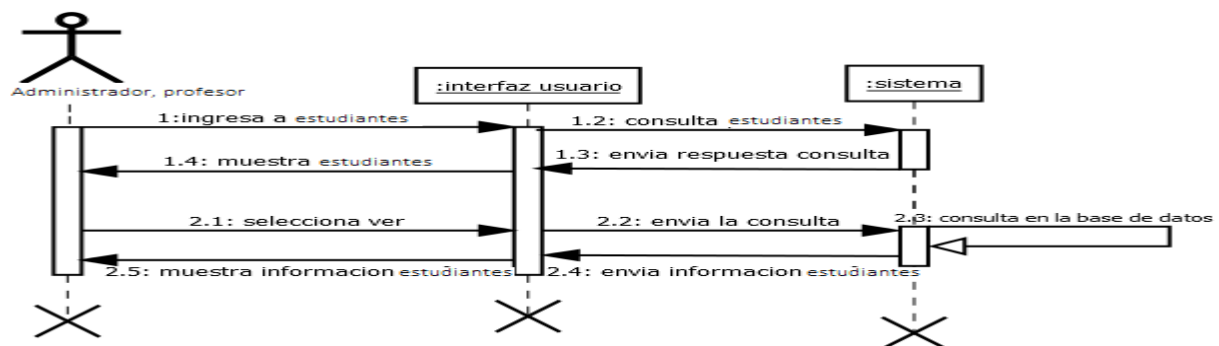 :interfaz usuario
:sistema
Administrador, profesor
1:ingresa a estudiantes
1.2: consulta estudiantes
1.4: muestra estudiantes
1.3: envia respuesta consulta
2.1: selecciona ver
2.2: envia la consulta
2.3: consulta en la base de datos
2.5: muestra informacion estudiantes
2.4: envia informacion estudiantes